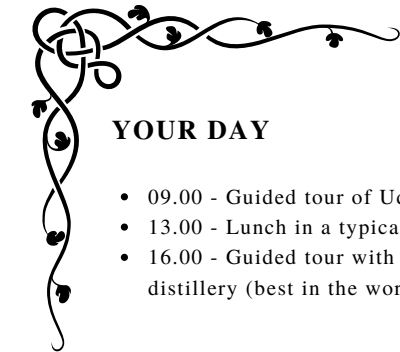 YOUR DAY
09.00 - Guided tour of
13.00 - Lunch in a
16.00 - Guided tour with
distillery (best in the